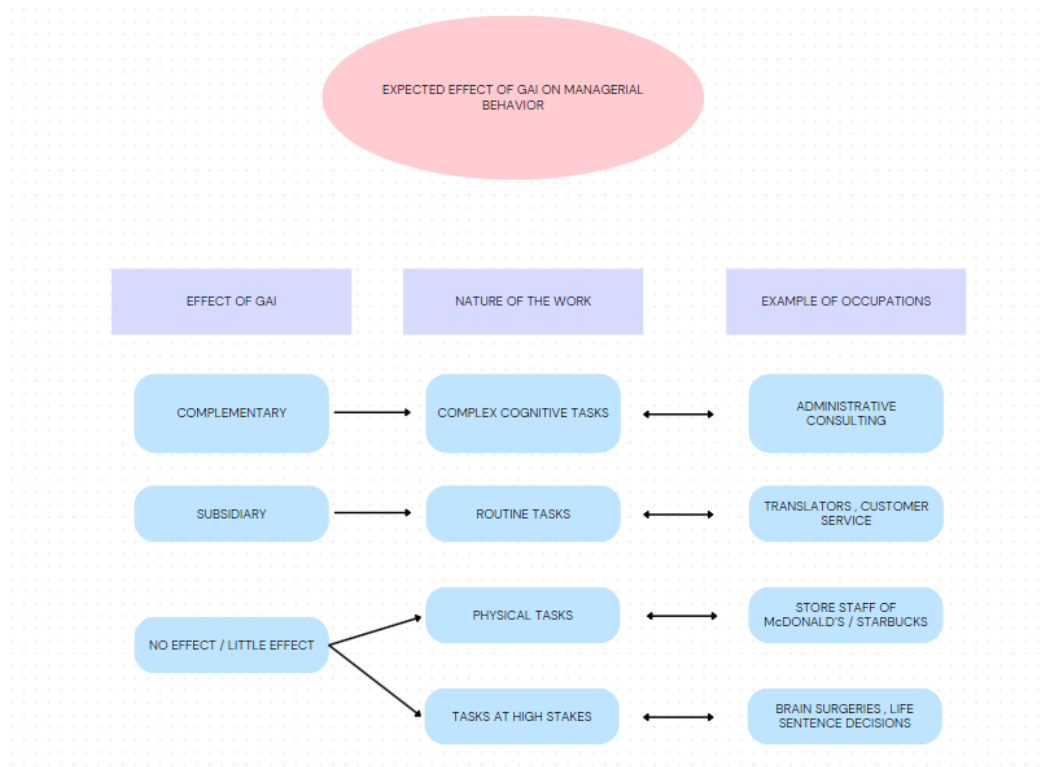 EXPECTED EFFECT OF GAI ON MANAGERIAL
BEHAVIOR
EFFECT OF GAI
NATURE OF THE WORK
EXAMPLE OF OCCUPATIONS
COMPLEMENTARY
COMPLEX COGNITIVE TASKS
ADMINISTRATIVE
CONSULTING
SUBSIDIARY
ROUTINE TASKS
TRANSLATORS , CUSTOMER
SERVICE
NO EFFECT / LITTLE EFFECT
PHYSICAL TASKS
STORE STAFF OF
McDONALD'S / STARBUCKS
TASKS AT HIGH STAKES
BRAIN SURGERIES , LIFE
SENTENCE DECISIONS